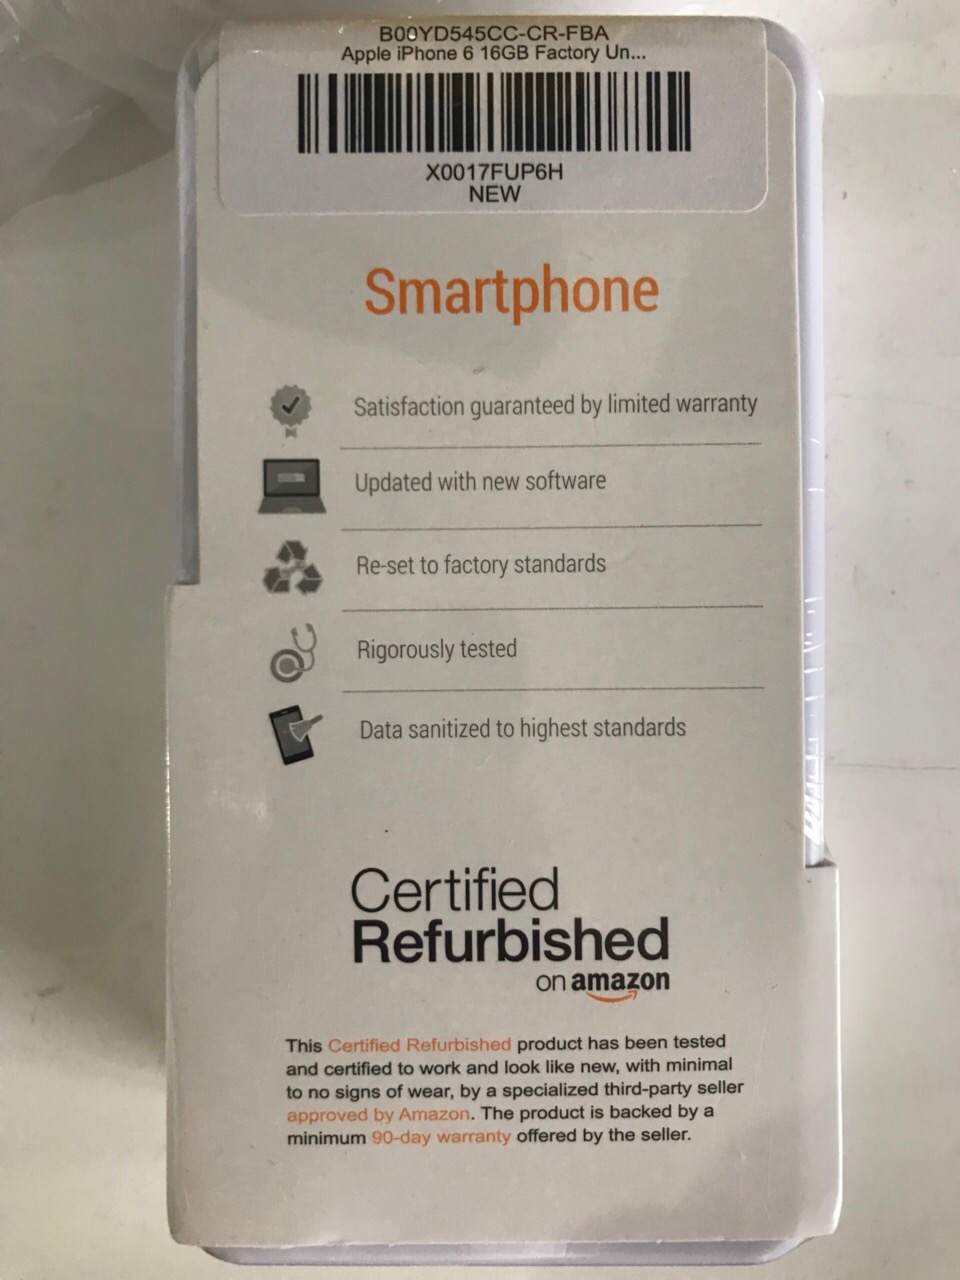 B00YD545CC-CR-FBA
Apple iPhone 6 16GB Factory Un...
X0017FUP6H
NEW
Smartphone
Satisfaction guaranteed by limited warranty
Updated with new software
Re-set to factory standards
Rigorously tested
Data sanitized to highest standards
Certified
Refurbished
on amazon
This Certified Refurbished product has been tested
and certified to work and look like new, with minimal
to no signs of wear, by a specialized third-party seller
approved by Amazon. The product is backed by a
minimum 90-day warranty offered by the seller.